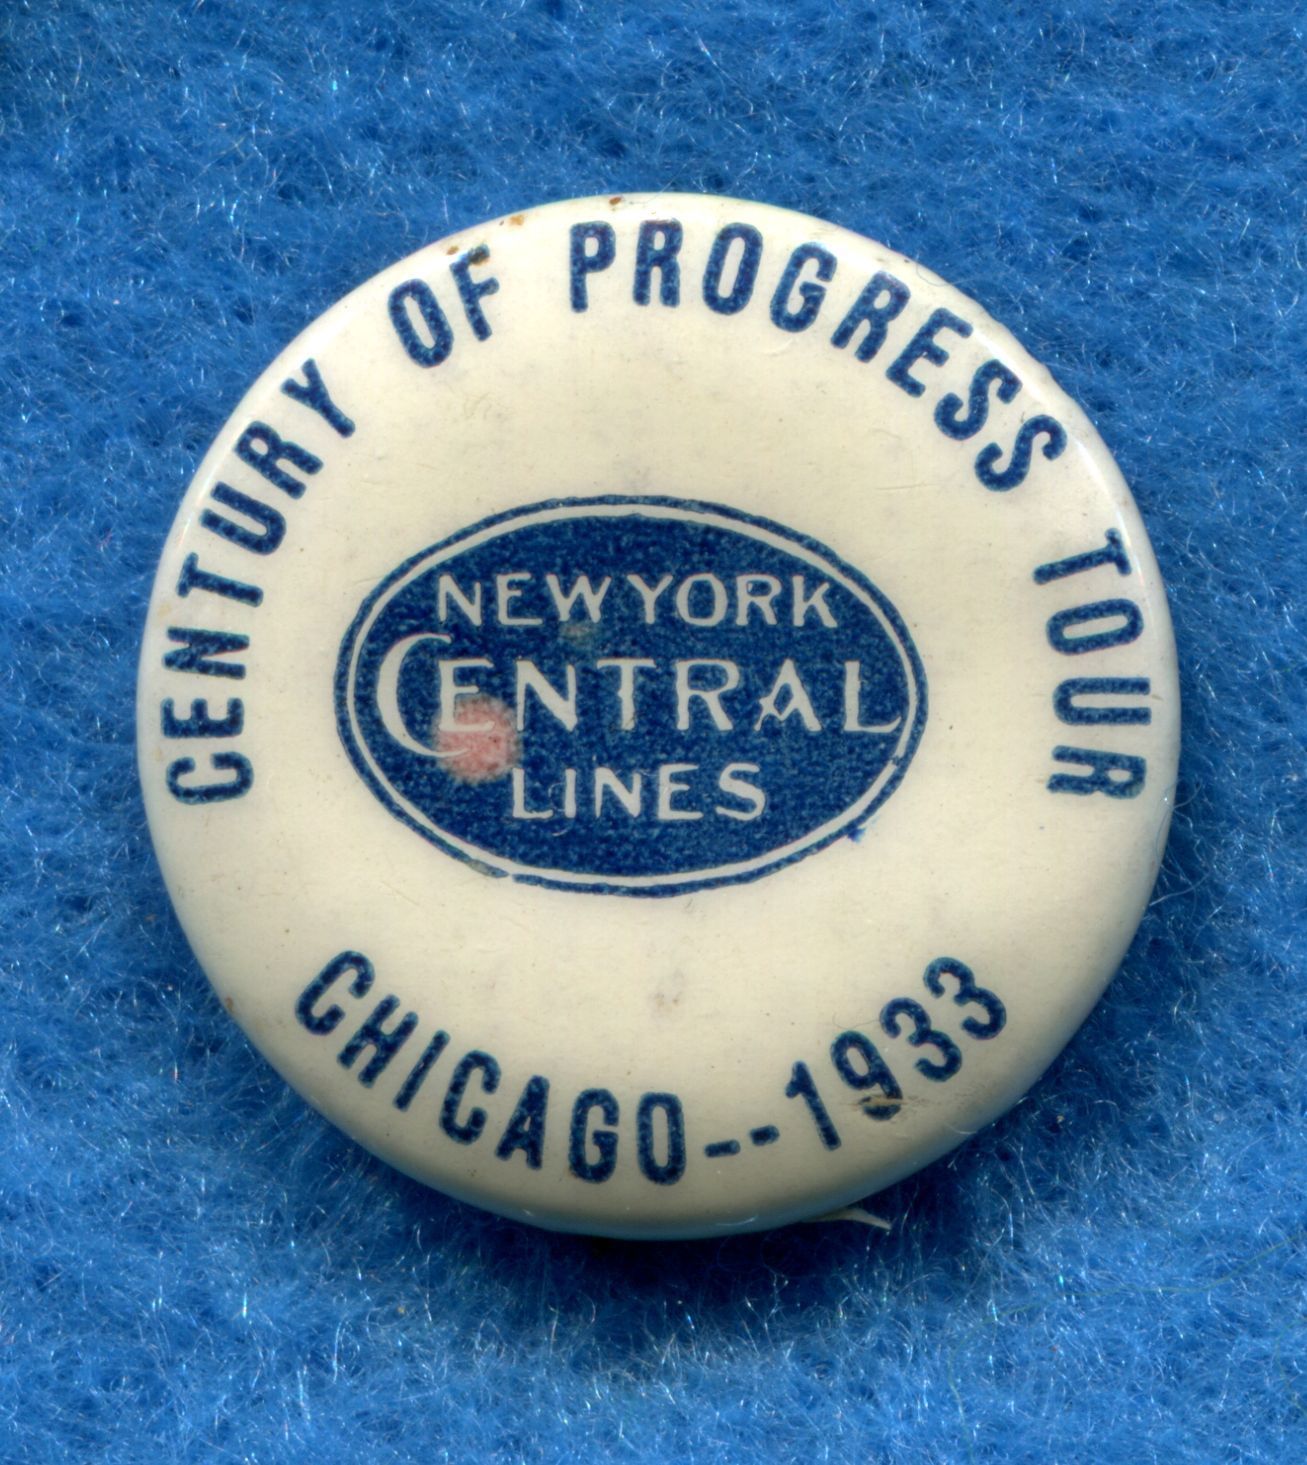 CENTURY OF PROGRESS TOUR
NEW YORK
CENTRAL
LINES
CHICAGO--1933